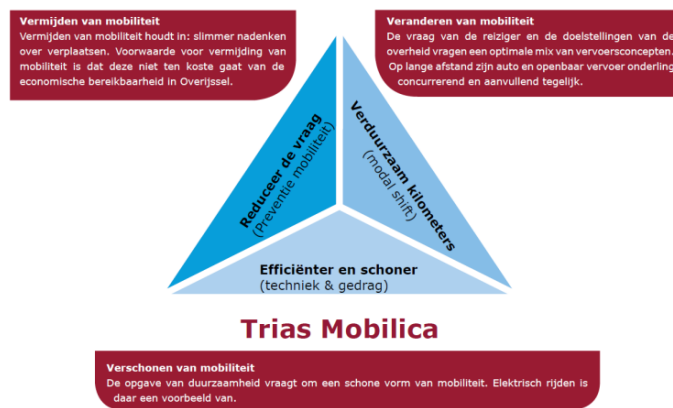 Vermijden van mobiliteit
Vermijden van mobiliteit houdt in: slimmer nadenken
over verplaatsen. Voorwaarde voor vermijding van
mobiliteit is dat deze niet ten koste gaat van de
economische bereikbaarheid in Overijssel.
Veranderen van mobiliteit
De vraag van de reiziger en de doelstellingen van de
overheid vragen een optimale mix van vervoersconcepten.
Op lange afstand zijn auto en openbaar vervoer onderling
concurrerend en aanvullend tegelijk.
Reduceer de vraag
(Preventie mobiliteit)
Verduurzaam kilometers
(modal shift)
Efficiënter en schoner
(techniek & gedrag)
Trias Mobilica
Verschonen van mobiliteit
De opgave van duurzaamheid vraagt om een schone vorm van mobiliteit. Elektrisch rijden is
daar een voorbeeld van.